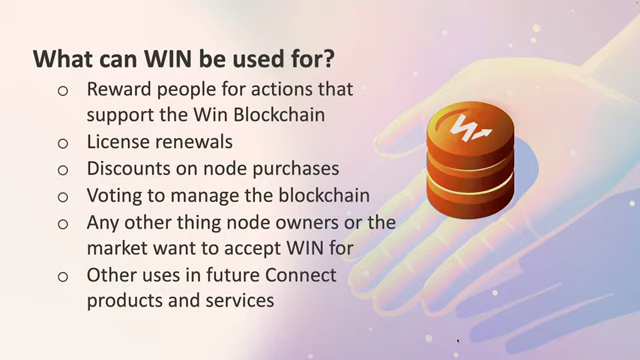 What can WIN be used for?
○ Reward people for actions that
support the Win Blockchain
○ License renewals
○ Discounts on node purchases
○ Voting to manage the blockchain
○ Any other thing node owners or the
market want to accept WIN for
○ Other uses in future Connect
products and services